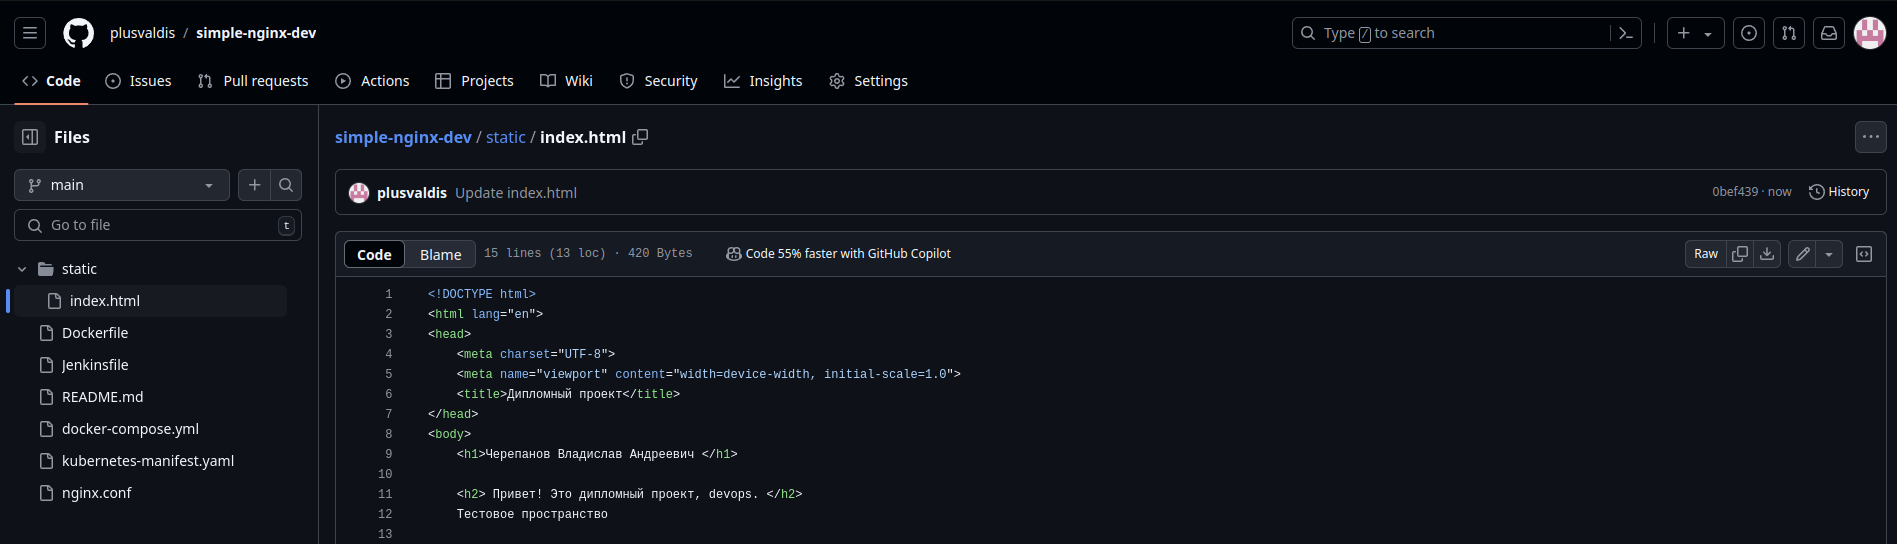 plusvaldis / simple-nginx-dev
Type / to search
Code
Issues
Pull requests
Actions
Projects
Wiki
Security
Insights
Settings
Files
main
Go to file
t
static
index.html
Dockerfile
Jenkinsfile
README.md
docker-compose.yml
kubernetes-manifest.yaml
nginx.conf
simple-nginx-dev / static / index.html
plusvaldis Update index.html
0bef439 · now
History
Code
Blame
15 lines (13 loc) · 420 Bytes
Code 55% faster with GitHub Copilot
Raw
1 <!DOCTYPE html>
2 <html lang="en">
3 <head>
4 <meta charset="UTF-8">
5 <meta name="viewport" content="width=device-width, initial-scale=1.0">
6 <title>Дипломный проект</title>
7 </head>
8 <body>
9 <h1>Черепанов Владислав Андреевич </h1>
10
11 <h2> Привет! Это дипломный проект, devops. </h2>
12 Тестовое пространство
13